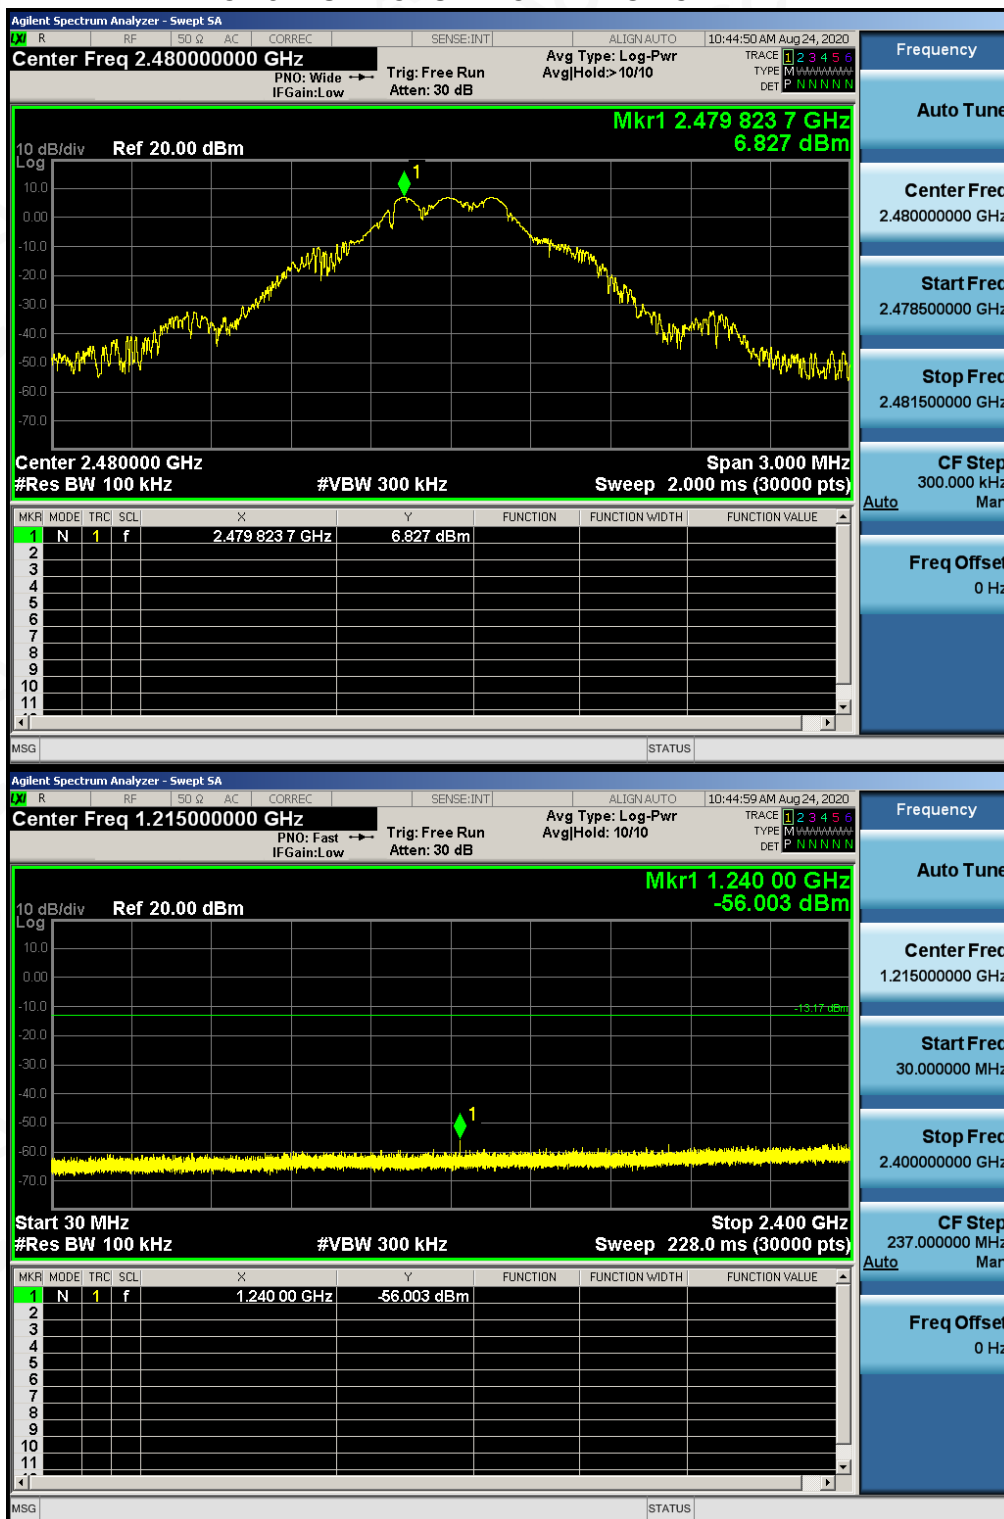 Agilent Spectrum Analyzer - Swept SA
LXI R RF 50 Ω AC CORREC SENSE:INT ALIGN AUTO 10:44:50 AM Aug 24, 2020
Center Freq 2.480000000 GHz Avg Type: Log-Pwr TRACE 1 2 3 4 5 6
PNO: Wide Trig: Free Run Avg|Hold:>10/10 TYPE M
IFGain:Low Atten: 30 dB DET P N N N N N
Mkr1 2.479 823 7 GHz
6.827 dBm
10 dB/div Ref 20.00 dBm
Log
1
10.0
0.00
-10.0
-20.0
-30.0
-40.0
-50.0
-60.0
-70.0
Center 2.480000 GHz Span 3.000 MHz
#Res BW 100 kHz #VBW 300 kHz Sweep 2.000 ms (30000 pts)
MKR MODE TRC SCL X Y FUNCTION FUNCTION WIDTH FUNCTION VALUE
1 N 1 f 2.479 823 7 GHz 6.827 dBm
2
3
4
5
6
7
8
9
10
11
MSG STATUS
Frequency
Auto Tune
Center Freq
2.480000000 GHz
Start Freq
2.478500000 GHz
Stop Freq
2.481500000 GHz
CF Step
300.000 kHz
Auto Man
Freq Offset
0 Hz
Agilent Spectrum Analyzer - Swept SA
LXI R RF 50 Ω AC CORREC SENSE:INT ALIGN AUTO 10:44:59 AM Aug 24, 2020
Center Freq 1.215000000 GHz Avg Type: Log-Pwr TRACE 1 2 3 4 5 6
PNO: Fast Trig: Free Run Avg|Hold: 10/10 TYPE M
IFGain:Low Atten: 30 dB DET P N N N N N
Mkr1 1.240 00 GHz
-56.003 dBm
10 dB/div Ref 20.00 dBm
Log
10.0
0.00
-10.0
-13.17 dBm
-20.0
-30.0
-40.0
-50.0
1
-60.0
-70.0
Start 30 MHz Stop 2.400 GHz
#Res BW 100 kHz #VBW 300 kHz Sweep 228.0 ms (30000 pts)
MKR MODE TRC SCL X Y FUNCTION FUNCTION WIDTH FUNCTION VALUE
1 N 1 f 1.240 00 GHz -56.003 dBm
2
3
4
5
6
7
8
9
10
11
MSG STATUS
Frequency
Auto Tune
Center Freq
1.215000000 GHz
Start Freq
30.000000 MHz
Stop Freq
2.400000000 GHz
CF Step
237.000000 MHz
Auto Man
Freq Offset
0 Hz